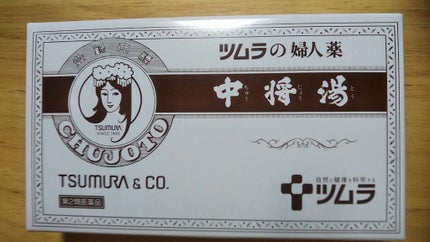 ツムラの婦人薬
中将湯
ちゅうじょうとう
TSUMURA
SINCE 1893
CHUJOTO
TSUMURA & CO.
第2類医薬品
自然と健康を科学する
ツムラ